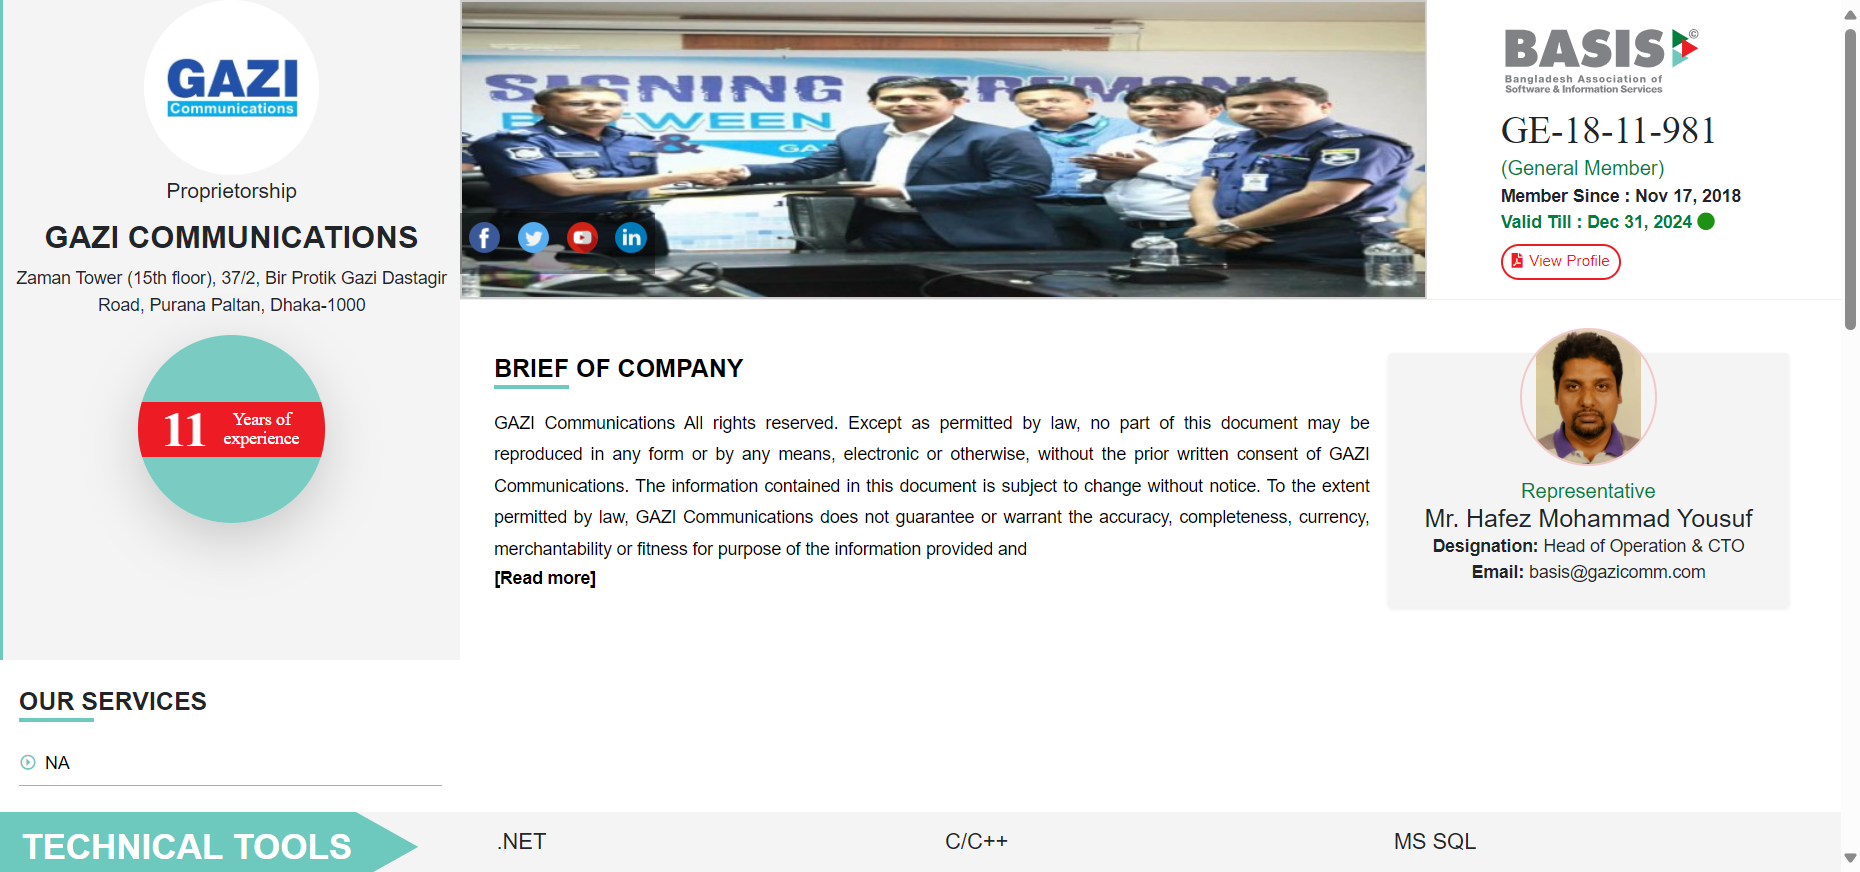 GAZI
Communications
Proprietorship
GAZI COMMUNICATIONS
Zaman Tower (15th floor), 37/2, Bir Protik Gazi Dastagir
Road, Purana Paltan, Dhaka-1000
11 Years of
experience
SIGNING CEREMONY
BETWEEN
&
GAZ
BASIS ©
Bangladesh Association of
Software & Information Services
GE-18-11-981
(General Member)
Member Since : Nov 17, 2018
Valid Till : Dec 31, 2024
View Profile
BRIEF OF COMPANY
GAZI Communications All rights reserved. Except as permitted by law, no part of this document may be
reproduced in any form or by any means, electronic or otherwise, without the prior written consent of GAZI
Communications. The information contained in this document is subject to change without notice. To the extent
permitted by law, GAZI Communications does not guarantee or warrant the accuracy, completeness, currency,
merchantability or fitness for purpose of the information provided and
[Read more]
Representative
Mr. Hafez Mohammad Yousuf
Designation: Head of Operation & CTO
Email: basis@gazicomm.com
OUR SERVICES
NA
TECHNICAL TOOLS
.NET
C/C++
MS SQL